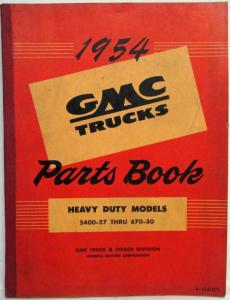 1954
GMC
TRUCKS
Parts Book
HEAVY DUTY MODELS
S400-27 THRU 670-50
GMC TRUCK & COACH DIVISION
GENERAL MOTORS CORPORATION